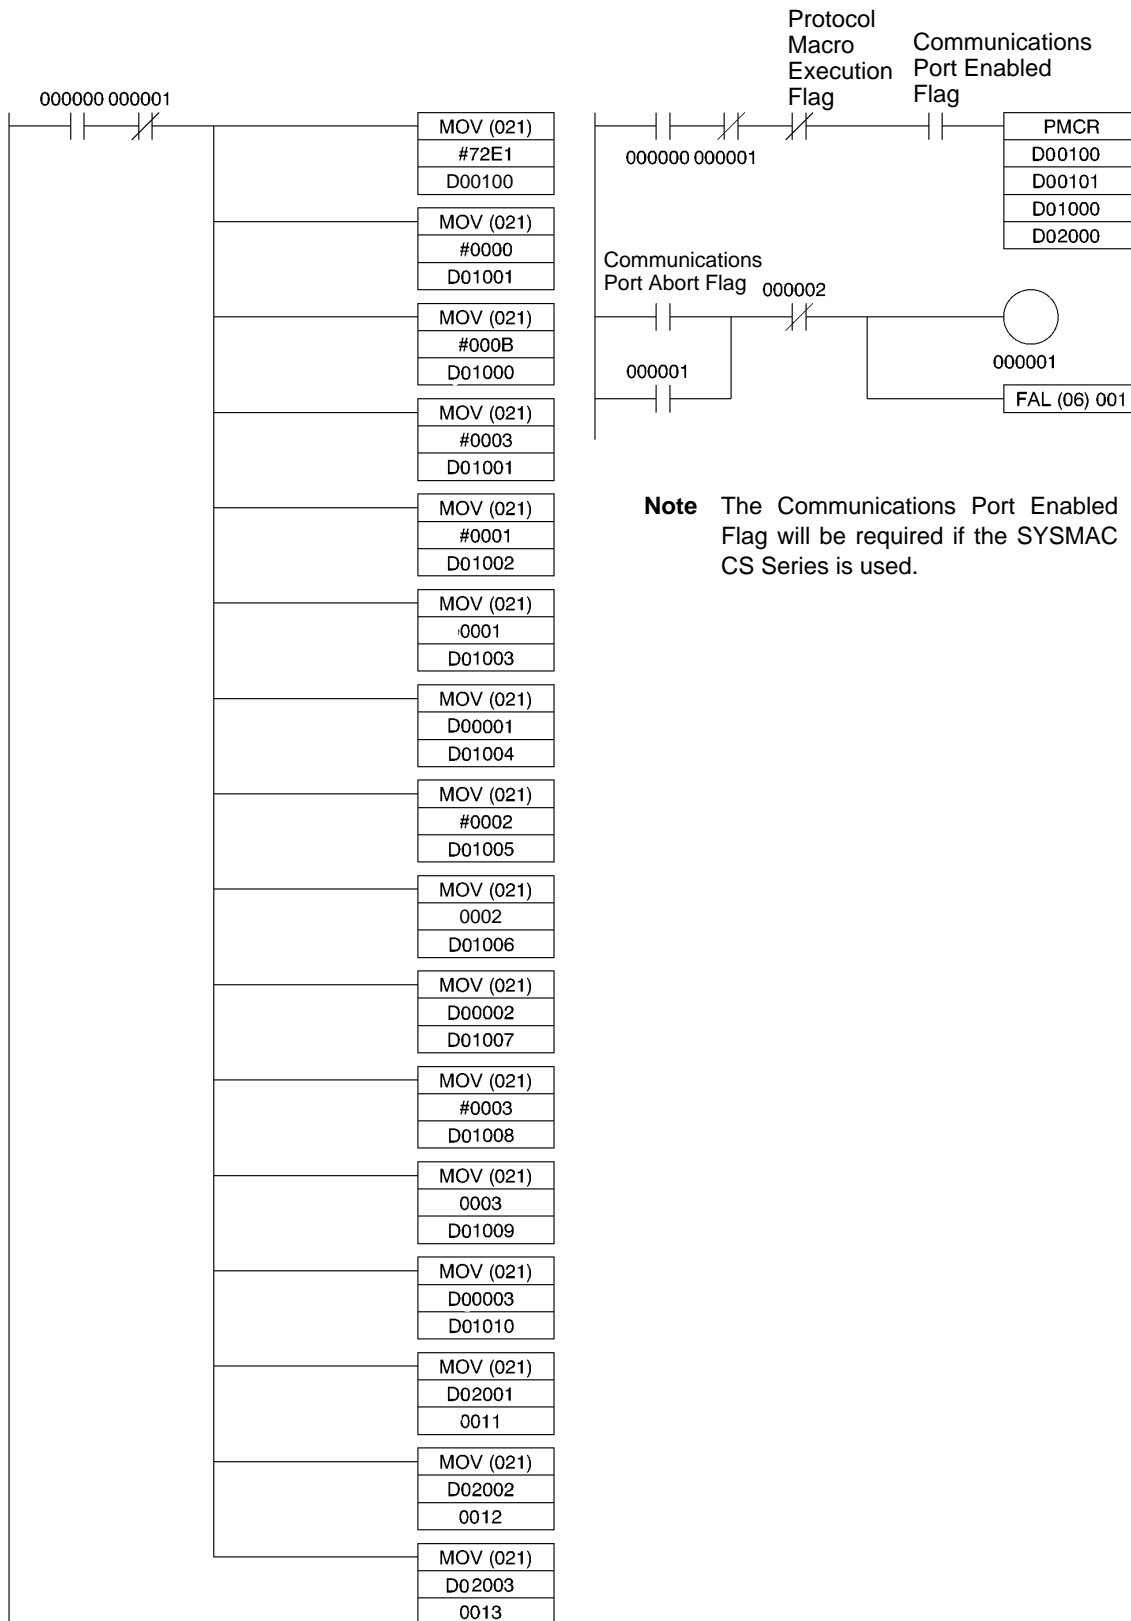 000000 000001
MOV (021)
#72E1
D00100
MOV (021)
#0000
D01001
MOV (021)
#000B
D01000
MOV (021)
#0003
D01001
MOV (021)
#0001
D01002
MOV (021)
0001
D01003
MOV (021)
D00001
D01004
MOV (021)
#0002
D01005
MOV (021)
0002
D01006
MOV (021)
D00002
D01007
MOV (021)
#0003
D01008
MOV (021)
0003
D01009
MOV (021)
D00003
D01010
MOV (021)
D02001
0011
MOV (021)
D02002
0012
MOV (021)
D02003
0013
Protocol
Macro
Execution
Flag
Communications
Port Enabled
Flag
000000 000001
PMCR
D00100
D00101
D01000
D02000
Communications
Port Abort Flag
000002
000001
000001
FAL (06) 001
Note The Communications Port Enabled
Flag will be required if the SYSMAC
CS Series is used.